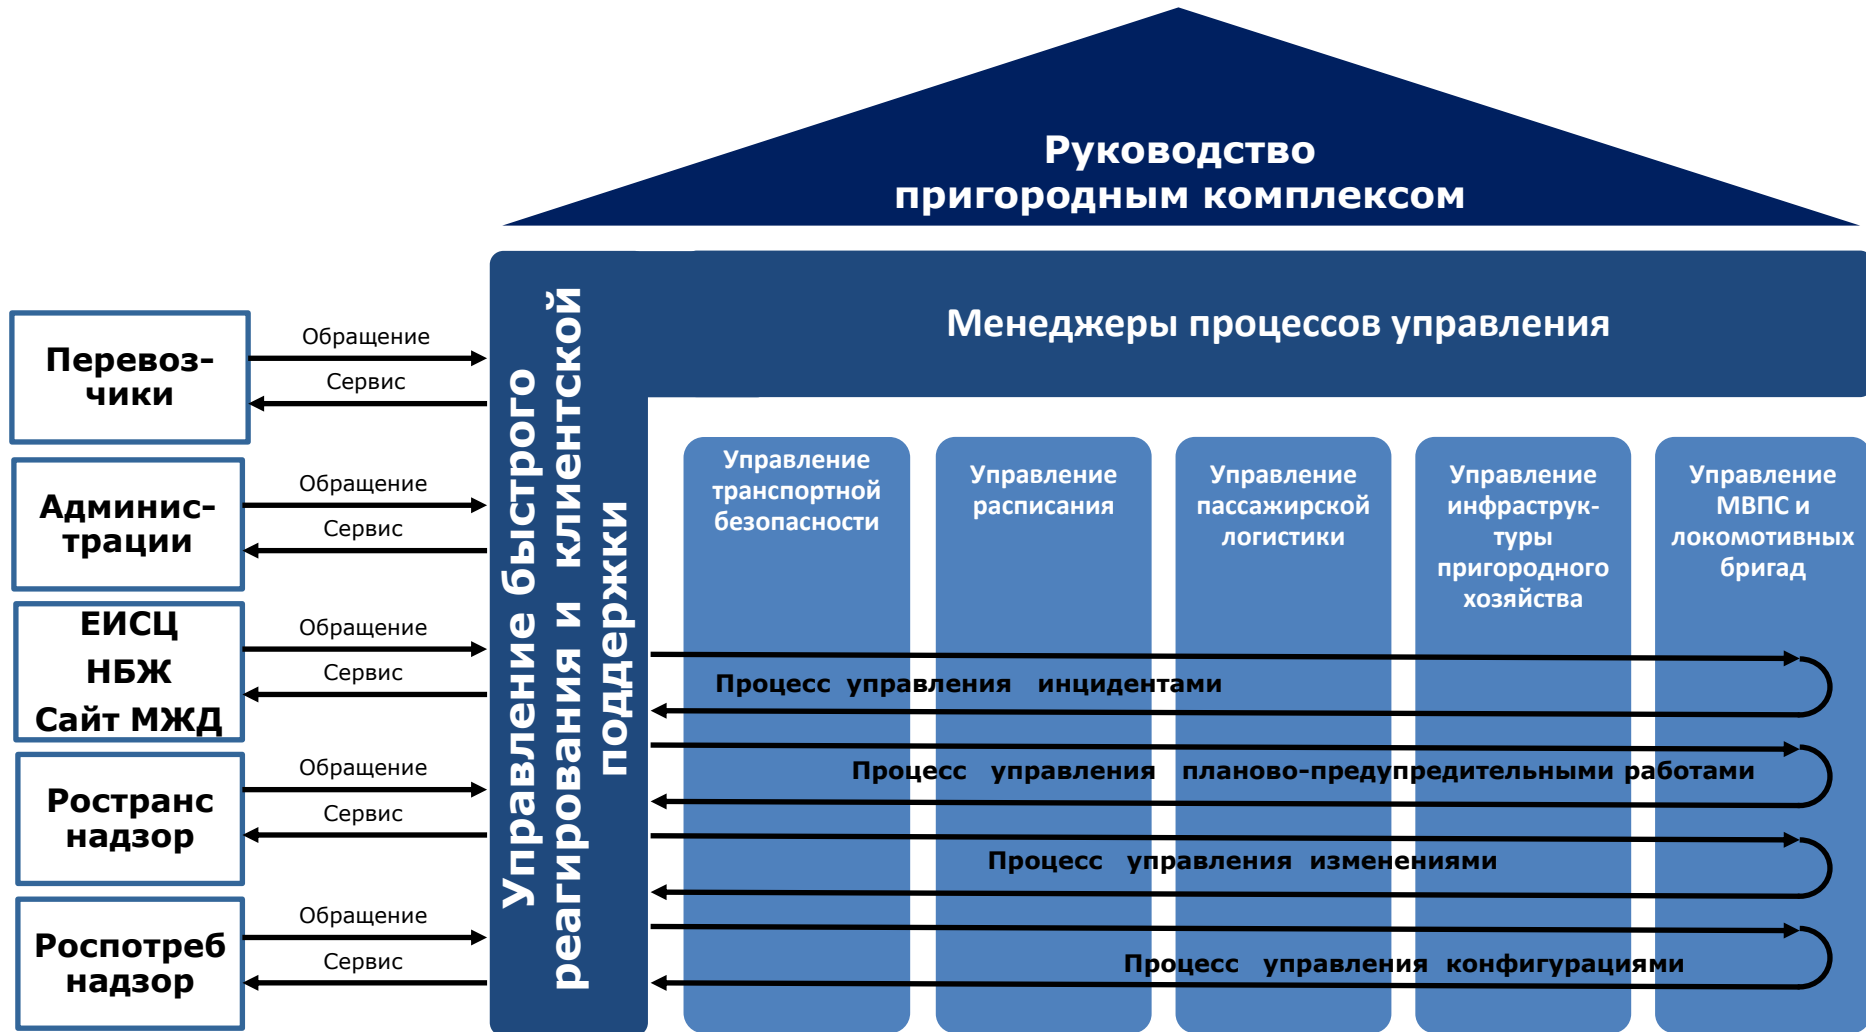 Руководство
пригородным комплексом
Менеджеры процессов управления
Управление быстрого
реагирования и клиентской
поддержки
Перевоз-
чики
Обращение
Сервис
Админис-
трации
Обращение
Сервис
ЕИСЦ
НБЖ
Сайт МЖД
Обращение
Сервис
Ространс
надзор
Обращение
Сервис
Роспотреб
надзор
Обращение
Сервис
Управление
транспортной
безопасности
Управление
расписания
Управление
пассажирской
логистики
Управление
инфраструк-
туры
пригородного
хозяйства
Управление
МВПС и
локомотивных
бригад
Процесс управления инцидентами
Процесс управления планово-предупредительными работами
Процесс управления изменениями
Процесс управления конфигурациями